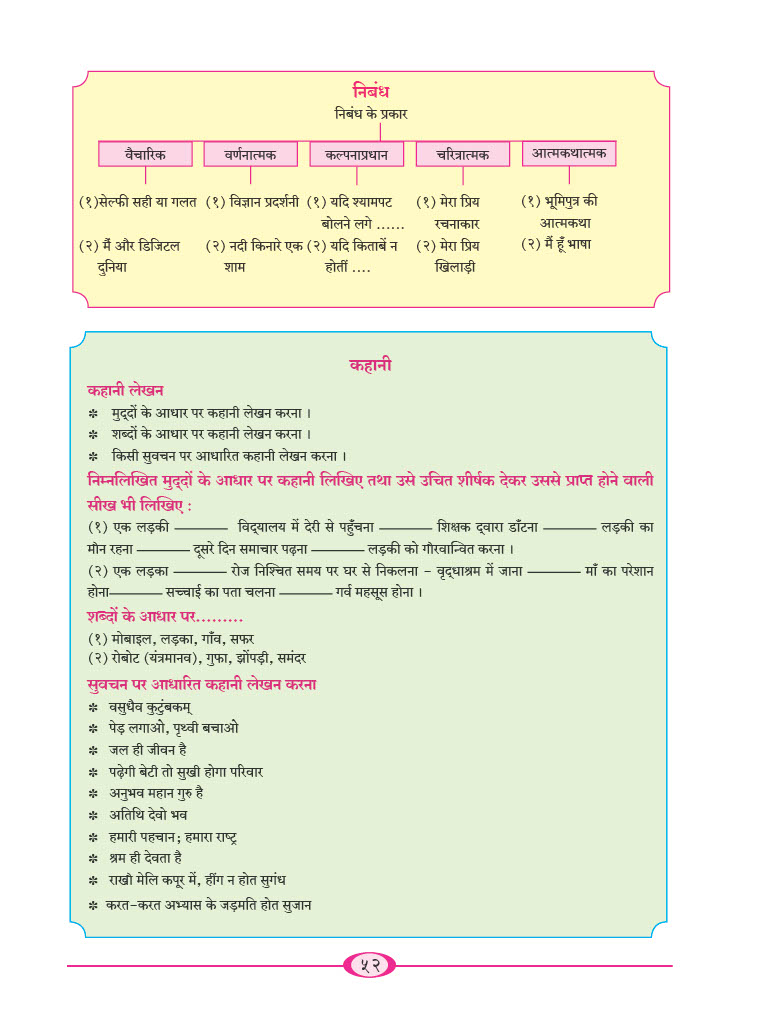 निबंध
निबंध के प्रकार
वैचारिक वर्णनात्मक कल्पनाप्रधान चरित्रात्मक आत्मकथात्मक
(१)सेल्फी सही या गलत (१) विज्ञान प्रदर्शनी (१) यदि श्यामपट (१) मेरा प्रिय (१) भूमिपुत्र की
बोलने लगे ...... रचनाकार आत्मकथा
(२) मैं और डिजिटल (२) नदी किनारे एक (२) यदि किताबें न (२) मेरा प्रिय (२) मैं हूँ भाषा
दुनिया शाम होतीं .... खिलाड़ी
कहानी
कहानी लेखन
✽ मुद्दों के आधार पर कहानी लेखन करना ।
✽ शब्दों के आधार पर कहानी लेखन करना ।
✽ किसी सुवचन पर आधारित कहानी लेखन करना ।
निम्नलिखित मुद्दों के आधार पर कहानी लिखिए तथा उसे उचित शीर्षक देकर उससे प्राप्त होने वाली
सीख भी लिखिए :
(१) एक लड़की ——— विद्यालय में देरी से पहुँचना ——— शिक्षक द्वारा डाँटना ——— लड़की का
मौन रहना ——— दूसरे दिन समाचार पढ़ना ——— लड़की को गौरवान्वित करना ।
(२) एक लड़का ——— रोज निश्चित समय पर घर से निकलना - वृद्धाश्रम में जाना ——— माँ का परेशान
होना——— सच्चाई का पता चलना ——— गर्व महसूस होना ।
शब्दों के आधार पर.........
(१) मोबाइल, लड़का, गाँव, सफर
(२) रोबोट (यंत्रमानव), गुफा, झोंपड़ी, समंदर
सुवचन पर आधारित कहानी लेखन करना
✽ वसुधैव कुटुंबकम्
✽ पेड़ लगाओ, पृथ्वी बचाओ
✽ जल ही जीवन है
✽ पढ़ेगी बेटी तो सुखी होगा परिवार
✽ अनुभव महान गुरु है
✽ अतिथि देवो भव
✽ हमारी पहचान; हमारा राष्ट्र
✽ श्रम ही देवता है
✽ राखौ मेलि कपूर में, हींग न होत सुगंध
✽ करत-करत अभ्यास के जड़मति होत सुजान
५२